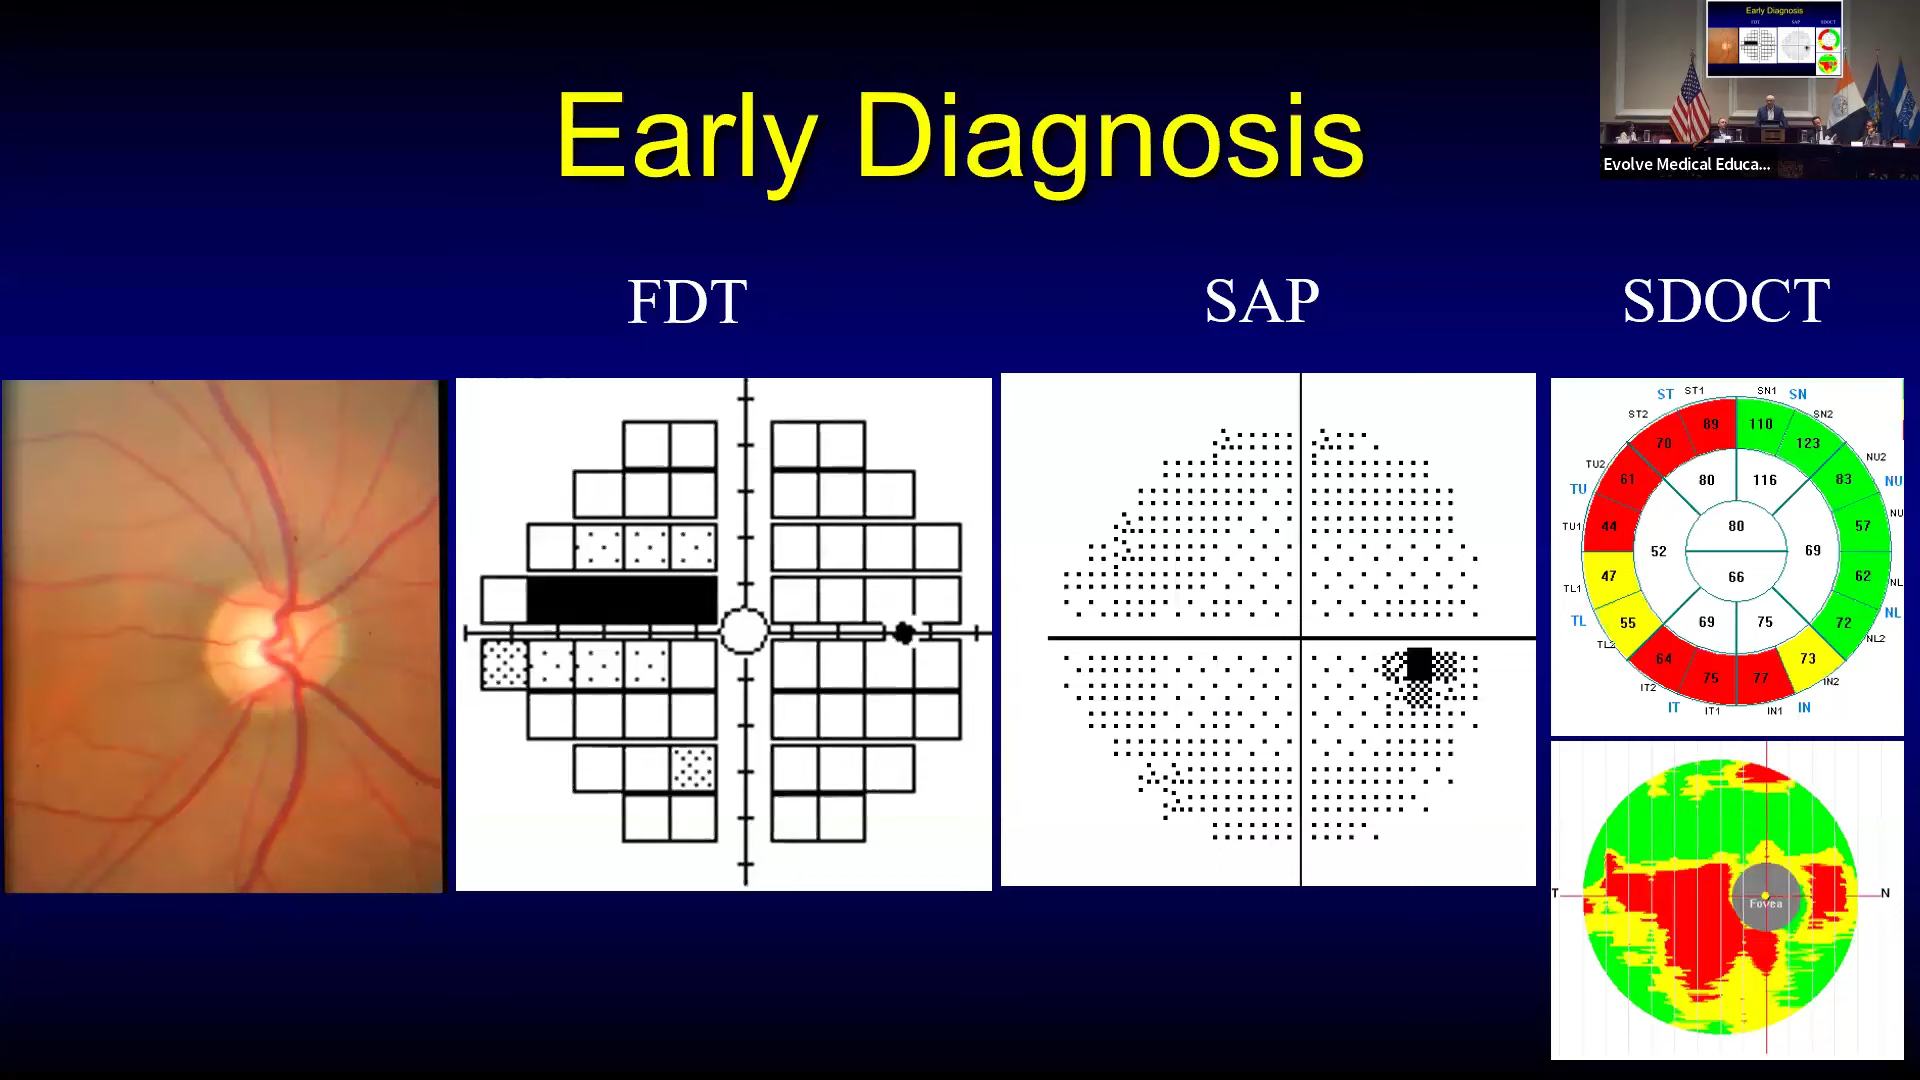 Early Diagnosis
FDT SAP SDOCT
Early Diagnosis
FDT SAP SDOCT
Evolve Medical Educa...
ST ST1 SN1 SN
ST2 SN2
89 110
70 123
TU2 61 83 NU2
TU NU
80 116
TU1 44 57 NU
80
52 69
66
TL1 47 62 NL
TL 55 72 NL
69 75
TL2 NL2
64 73
75 77
IT2 IN2
IT IT1 IN1 IN
T Fovea N